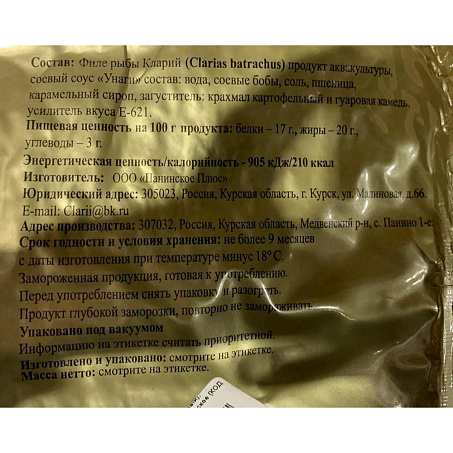 Состав: Филе рыбы Кларий (Clarias batrachus) продукт аквакультуры,
соевый соус «Унаги» состав: вода, соевые бобы, соль, пшеница,
карамельный сироп, загуститель: крахмал картофельный и гуаровая камедь,
усилитель вкуса Е-621.
Пищевая ценность на 100 г продукта: белки – 17 г., жиры – 20 г.,
углеводы – 3 г.
Энергетическая ценность/калорийность - 905 кДж/210 ккал
Изготовитель: ООО «Панинское Плюс»
Юридический адрес: 305023, Россия, Курская область, г. Курск, ул. Малиновая, д.66.
E-mail: Clarii@bk.ru
Адрес производства: 307032, Россия, Курская область, Медвенский р-н, с. Панино 1-е.
Срок годности и условия хранения: не более 9 месяцев
с даты изготовления при температуре минус 18⁰ С.
Замороженная продукция, готовая к употреблению.
Перед употреблением снять упаковку и разогреть.
Продукт глубокой заморозки, повторно не замораживать.
Упаковано под вакуумом
Информацию на этикетке считать приоритетной.
Изготовлено и упаковано: смотрите на этикетке.
Масса нетто: смотрите на этикетке.
(КОД